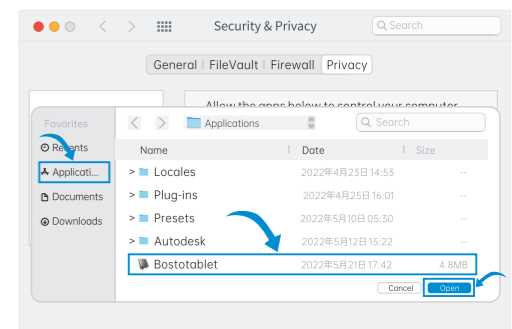 Security & Privacy
Search
General
FileVault
Firewall
Privacy
Allow the apps below to control your computer
Favorites
Applications
Search
Recents
Name
Date
Size
Applicati...
> Locales 2022年4月23日 14:53 --
Documents
> Plug-ins 2022年4月25日 16:01 --
Downloads
> Presets 2022年5月10日 05:30 --
> Autodesk 2022年5月12日 15:22 --
Bostotablet 2022年5月21日 17:42 4.8MB
Cancel
Open